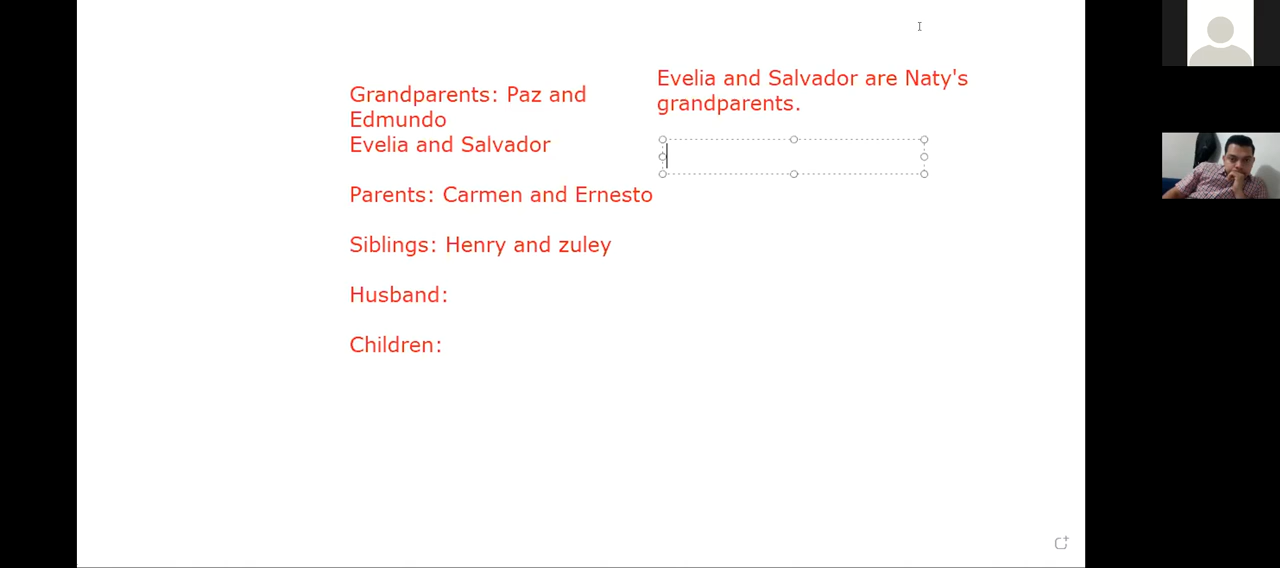 Grandparents: Paz and
Edmundo
Evelia and Salvador
Parents: Carmen and Ernesto
Siblings: Henry and zuley
Husband:
Children:
Evelia and Salvador are Naty's
grandparents.